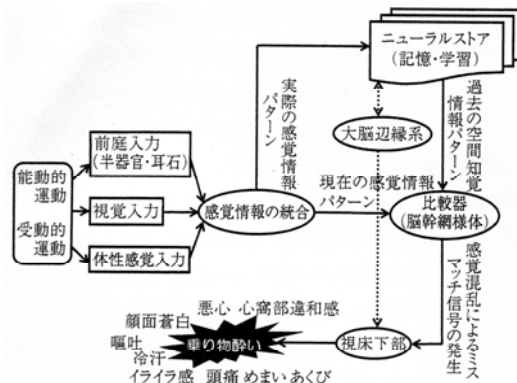 ニューラルストア
(記憶・学習)
実際の感覚情報
パターン
過去の空間知覚
情報パターン
大脳辺縁系
前庭入力
(半器官・耳石)
能動的
運動
現在の感覚情報
パターン
視覚入力
感覚情報の統合
比較器
(脳幹網様体)
受動的
運動
体性感覚入力
感覚混乱によるミス
マッチ信号の発生
悪心 心窩部違和感
顔面蒼白
嘔吐
乗り物酔い
視床下部
冷汗
イライラ感 頭痛 めまい あくび